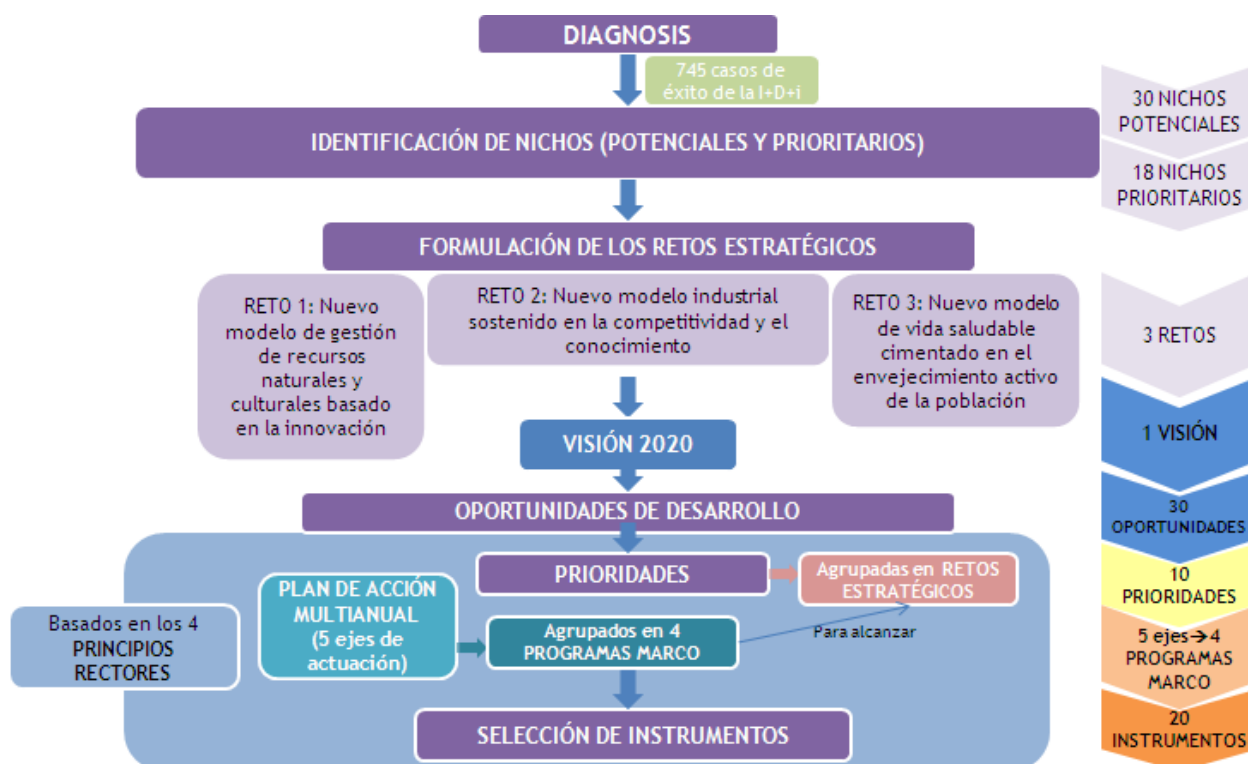 DIAGNOSIS
745 casos de
éxito de la I+D+i
IDENTIFICACIÓN DE NICHOS (POTENCIALES Y PRIORITARIOS)
30 NICHOS
POTENCIALES
18 NICHOS
PRIORITARIOS
FORMULACIÓN DE LOS RETOS ESTRATÉGICOS
RETO 1: Nuevo
modelo de gestión
de recursos
naturales y
culturales basado
en la innovación
RETO 2: Nuevo modelo industrial
sostenido en la competitividad y el
conocimiento
RETO 3: Nuevo modelo
de vida saludable
cimentado en el
envejecimiento activo
de la población
3 RETOS
VISIÓN 2020
1 VISIÓN
OPORTUNIDADES DE DESARROLLO
30
OPORTUNIDADES
PRIORIDADES
Agrupadas en RETOS
ESTRATÉGICOS
10
PRIORIDADES
Basados en los 4
PRINCIPIOS
RECTORES
PLAN DE ACCIÓN
MULTIANUAL
(5 ejes de
actuación)
Agrupados en 4
PROGRAMAS MARCO
Para alcanzar
5 ejes→4
PROGRAMAS
MARCO
SELECCIÓN DE INSTRUMENTOS
20
INSTRUMENTOS